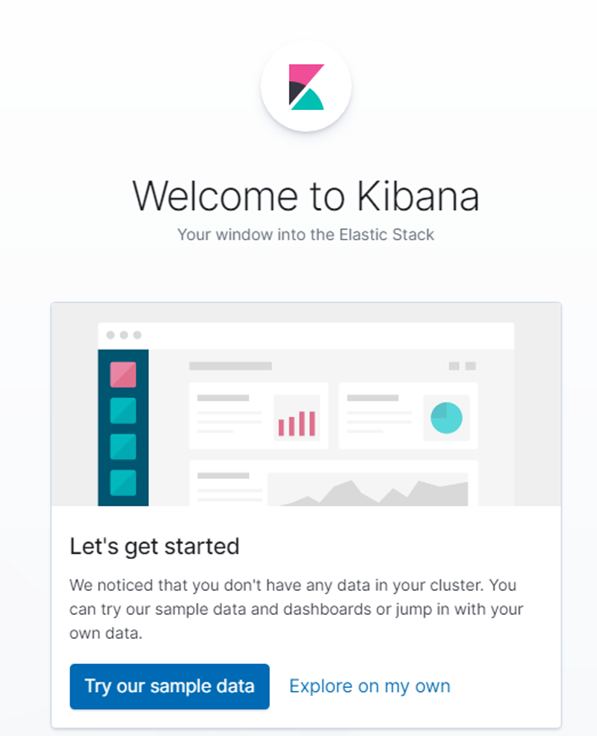 Welcome to Kibana
Your window into the Elastic Stack
Let's get started
We noticed that you don't have any data in your cluster. You
can try our sample data and dashboards or jump in with your
own data.
Try our sample data
Explore on my own